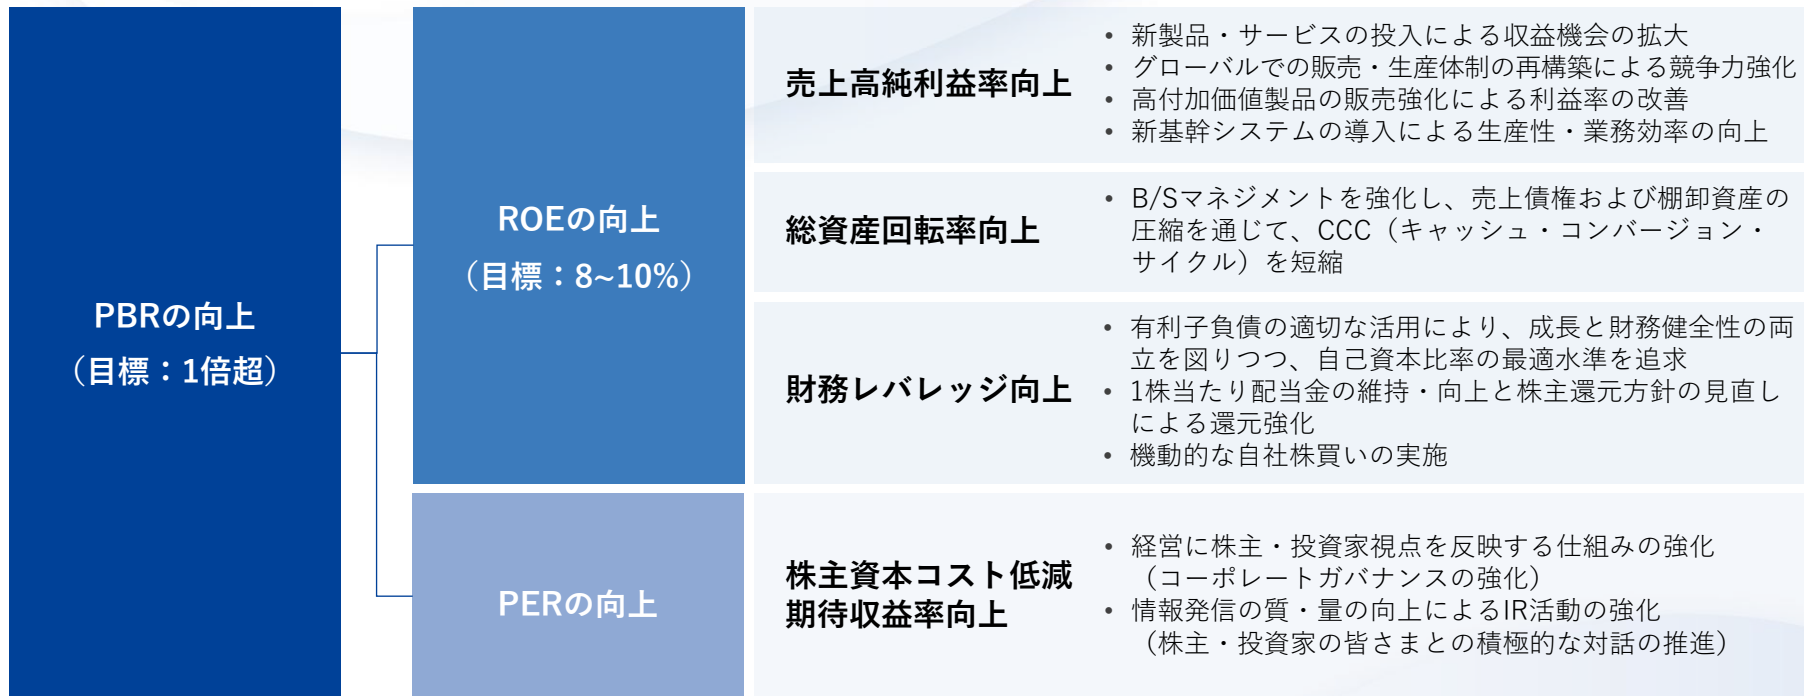 PBRの向上
（目標：1倍超）
ROEの向上
（目標：8~10%）
売上高純利益率向上
• 新製品・サービスの投入による収益機会の拡大
• グローバルでの販売・生産体制の再構築による競争力強化
• 高付加価値製品の販売強化による利益率の改善
• 新基幹システムの導入による生産性・業務効率の向上
総資産回転率向上
• B/Sマネジメントを強化し、売上債権および棚卸資産の
圧縮を通じて、CCC（キャッシュ・コンバージョン・
サイクル）を短縮
財務レバレッジ向上
• 有利子負債の適切な活用により、成長と財務健全性の両
立を図りつつ、自己資本比率の最適水準を追求
• 1株当たり配当金の維持・向上と株主還元方針の見直し
による還元強化
• 機動的な自社株買いの実施
PERの向上
株主資本コスト低減
期待収益率向上
• 経営に株主・投資家視点を反映する仕組みの強化
（コーポレートガバナンスの強化）
• 情報発信の質・量の向上によるIR活動の強化
（株主・投資家の皆さまとの積極的な対話の推進）